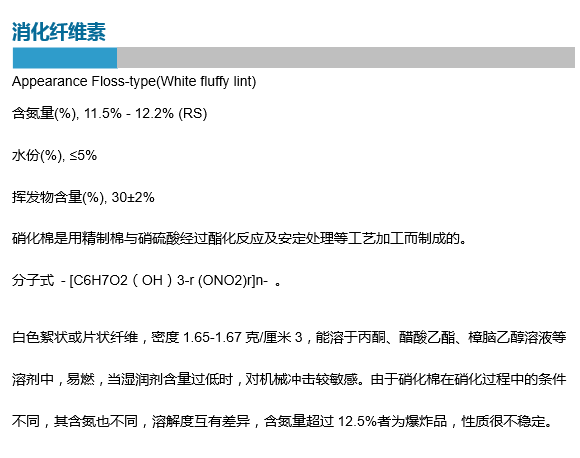 消化纤维素
Appearance Floss-type(White fluffy lint)
含氮量(%), 11.5% - 12.2% (RS)
水份(%), ≤5%
挥发物含量(%), 30±2%
硝化棉是用精制棉与硝硫酸经过酯化反应及安定处理等工艺加工而制成的。
分子式 - [C6H7O2（OH）3-r (ONO2)r]n- 。
白色絮状或片状纤维，密度 1.65-1.67 克/厘米 3，能溶于丙酮、醋酸乙酯、樟脑乙醇溶液等
溶剂中，易燃，当湿润剂含量过低时，对机械冲击较敏感。由于硝化棉在硝化过程中的条件
不同，其含氮也不同，溶解度互有差异，含氮量超过 12.5%者为爆炸品，性质很不稳定。